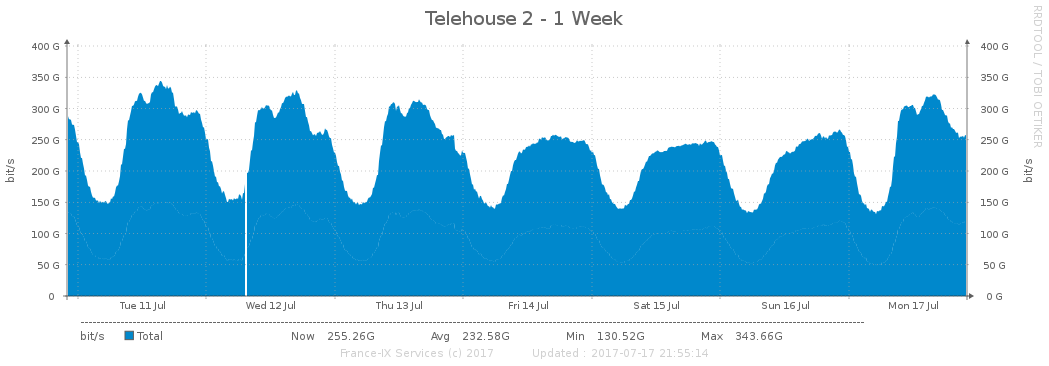 Telehouse 2 - 1 Week
RRDTOOL / TOBI OETIKER
bit/s
400 G 400 G
350 G 350 G
300 G 300 G
250 G 250 G
200 G 200 G
150 G 150 G
100 G 100 G
50 G 50 G
0 0 G
bit/s
Tue 11 Jul Wed 12 Jul Thu 13 Jul Fri 14 Jul Sat 15 Jul Sun 16 Jul Mon 17 Jul
bit/s Total Now 255.26G Avg 232.58G Min 130.52G Max 343.66G
France-IX Services (c) 2017 Updated : 2017-07-17 21:55:14